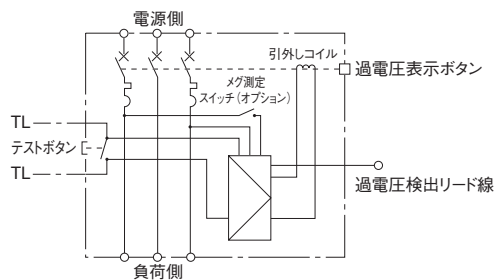 電源側
引外しコイル
過電圧表示ボタン
メグ測定
スイッチ(オプション)
TL
テストボタン
TL
過電圧検出リード線
負荷側